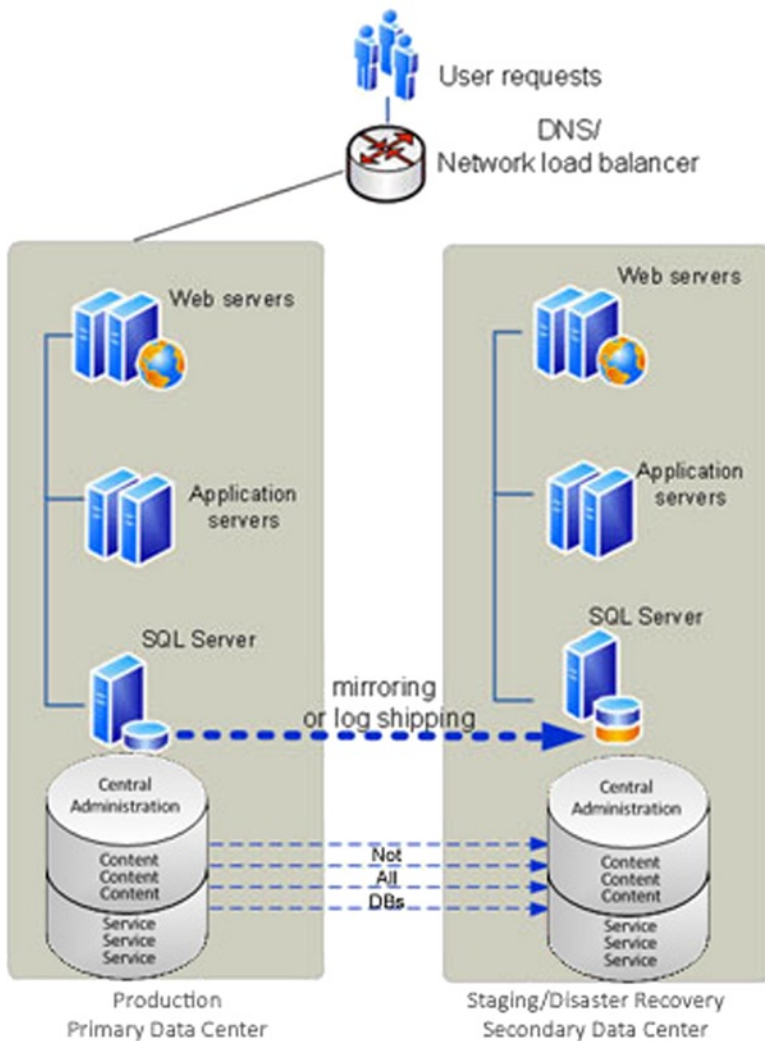 User requests
DNS/
Network load balancer
Web servers
Application
servers
SQL Server
Central
Administration
Content
Content
Content
Service
Service
Service
Production
Primary Data Center
mirroring
or log shipping
Not
All
DBs
Web servers
Application
servers
SQL Server
Central
Administration
Content
Content
Content
Service
Service
Service
Staging/Disaster Recovery
Secondary Data Center